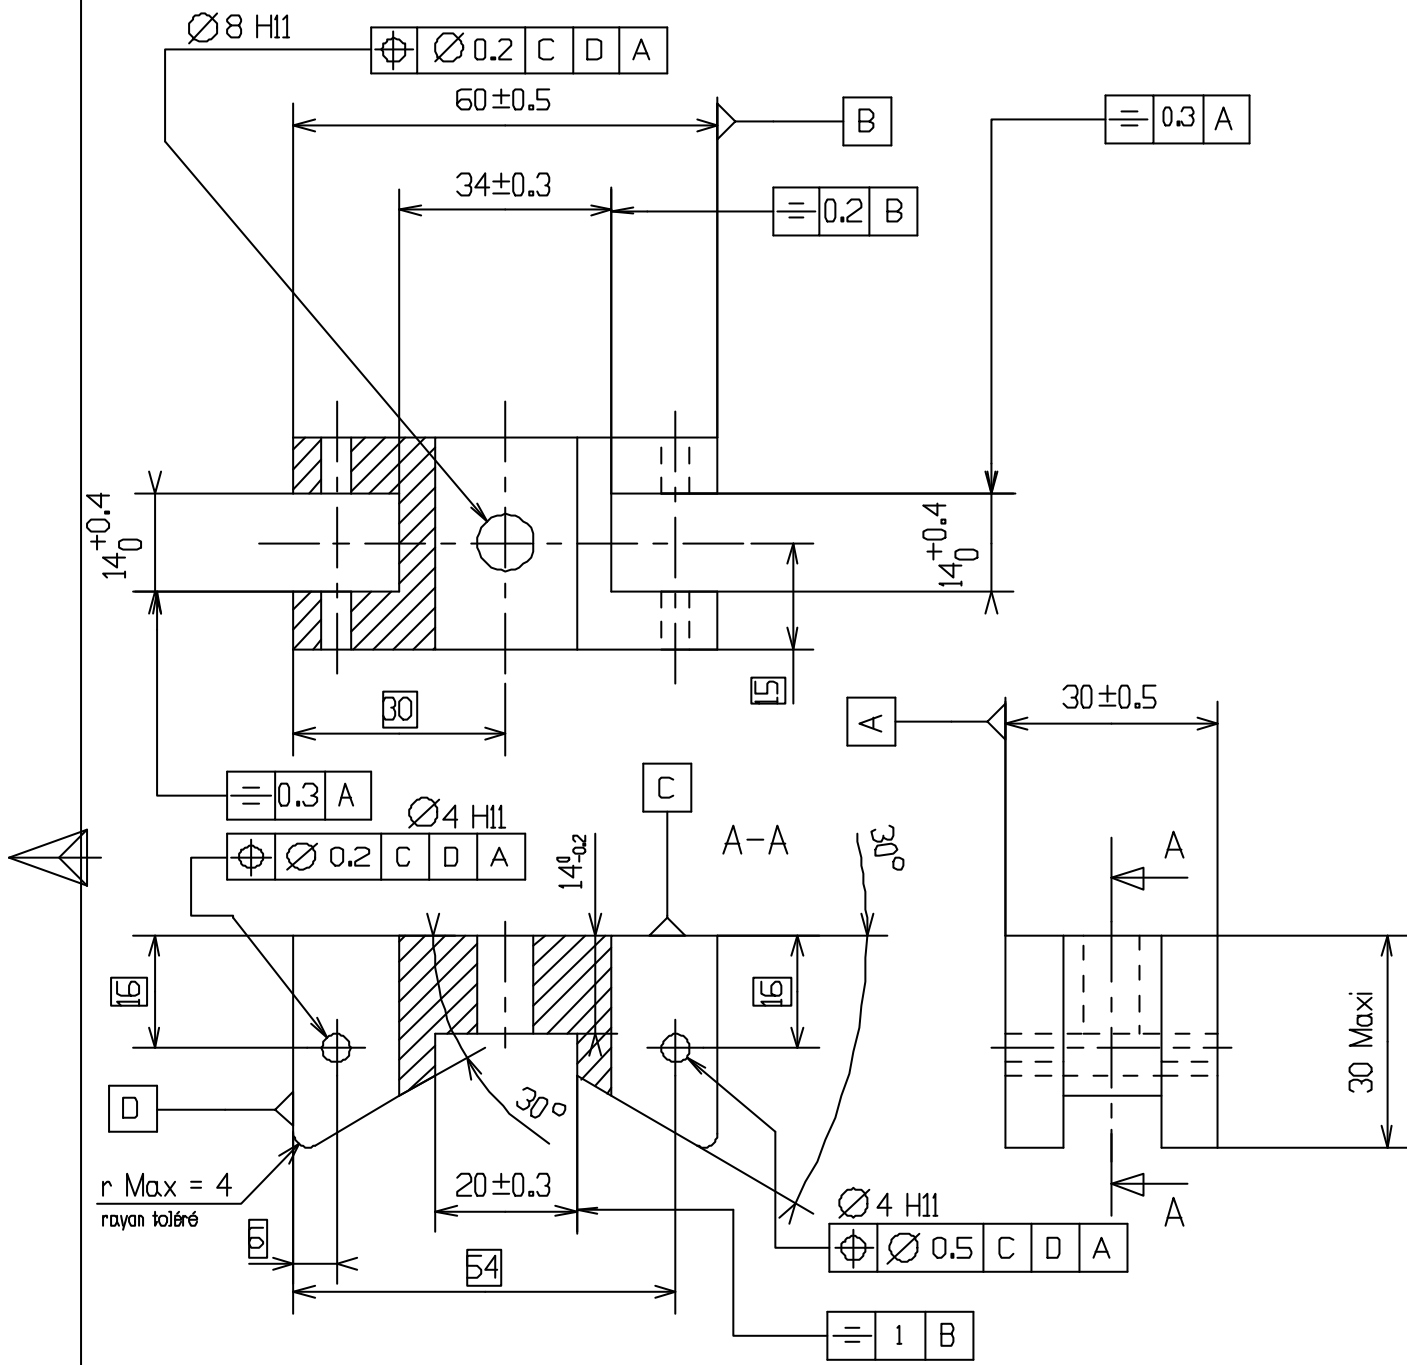 Ø8 H11
⌖ Ø 0.2 C D A
60±0.5
B
⌯ 0.3 A
34±0.3
⌯ 0.2 B
14 +0.4 0
14 +0.4 0
30
15
A
30±0.5
⌯ 0.3 A
Ø4 H11
⌖ Ø 0.2 C D A
C
A-A
14 0 -0.2
30°
A
16
16
30 Maxi
D
30°
r Max = 4
rayon toléré
20±0.3
Ø4 H11
A
⌖ Ø 0.5 C D A
54
⌯ 1 B